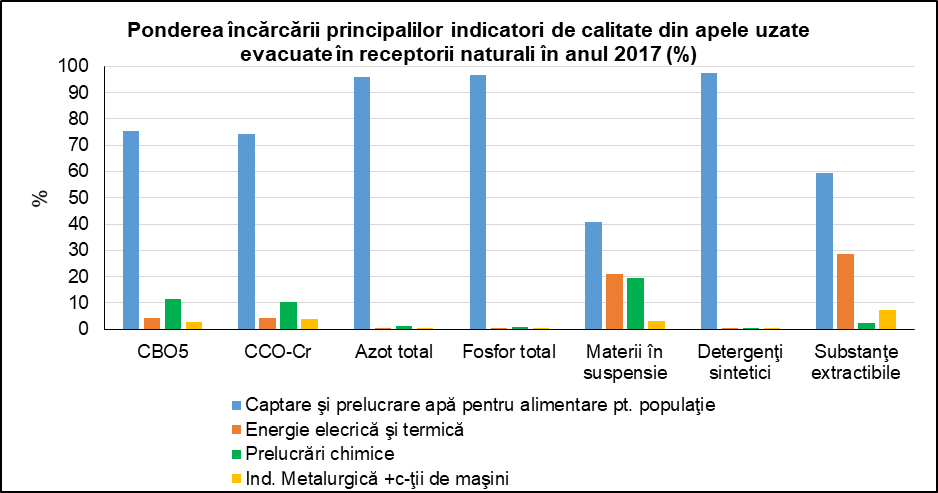 Ponderea încărcării principalilor indicatori de calitate din apele uzate
evacuate în receptorii naturali în anul 2017 (%)
100
90
80
70
60
50
40
30
20
10
0
%
CBO5
CCO-Cr
Azot total
Fosfor total
Materii în
suspensie
Detergenţi
sintetici
Substanţe
extractibile
Captare şi prelucrare apă pentru alimentare pt. populaţie
Energie elecrică şi termică
Prelucrări chimice
Ind. Metalurgică +c-ţii de maşini